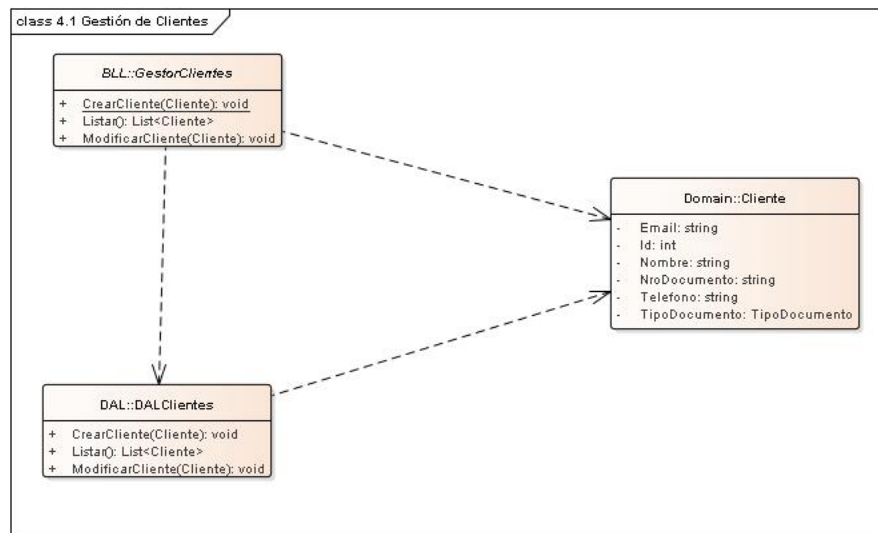 class 4.1 Gestión de Clientes
BLL::GestorClientes
+ CrearCliente(Cliente): void
+ Listar(): List<Cliente>
+ ModificarCliente(Cliente): void
Domain::Cliente
- Email: string
- Id: int
- Nombre: string
- NroDocumento: string
- Telefono: string
- TipoDocumento: TipoDocumento
DAL::DALClientes
+ CrearCliente(Cliente): void
+ Listar(): List<Cliente>
+ ModificarCliente(Cliente): void